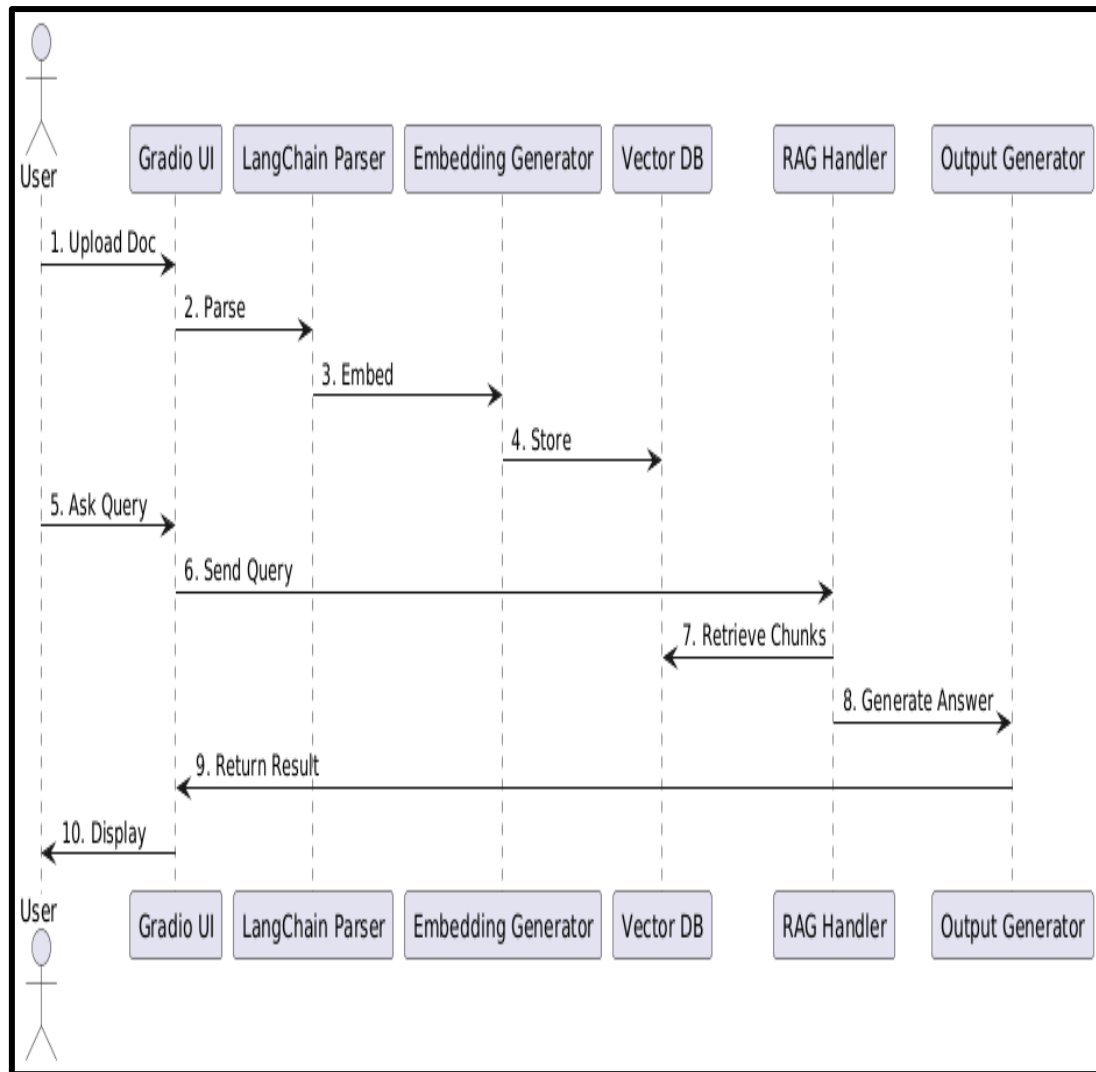 User
Gradio UI
LangChain Parser
Embedding Generator
Vector DB
RAG Handler
Output Generator
1. Upload Doc
2. Parse
3. Embed
4. Store
5. Ask Query
6. Send Query
7. Retrieve Chunks
8. Generate Answer
9. Return Result
10. Display
User
Gradio UI
LangChain Parser
Embedding Generator
Vector DB
RAG Handler
Output Generator